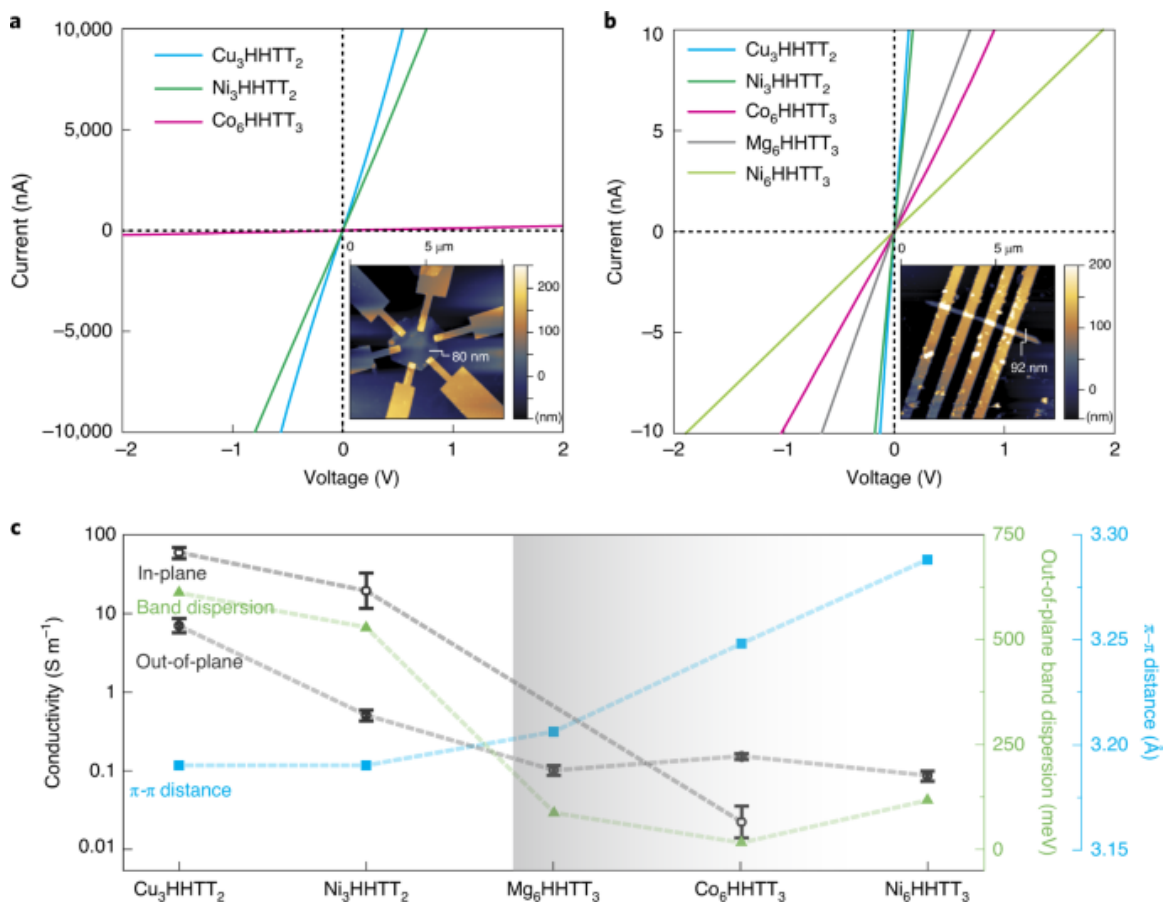 a
10,000
5,000
0
−5,000
−10,000
Current (nA)
Cu₃HHTT₂
Ni₃HHTT₂
Co₆HHTT₃
0 5 μm
80 nm
200
100
0
(nm)
−2 −1 0 1 2
Voltage (V)
b
10
5
0
−5
−10
Current (nA)
Cu₃HHTT₂
Ni₃HHTT₂
Co₆HHTT₃
Mg₆HHTT₃
Ni₆HHTT₃
0 5 μm
92 nm
200
100
0
(nm)
−2 −1 0 1 2
Voltage (V)
c
100
10
1
0.1
0.01
Conductivity (S m⁻¹)
In-plane
Band dispersion
Out-of-plane
π-π distance
750
500
250
0
Out-of-plane band dispersion (meV)
3.30
3.25
3.20
3.15
π–π distance (Å)
Cu₃HHTT₂ Ni₃HHTT₂ Mg₆HHTT₃ Co₆HHTT₃ Ni₆HHTT₃